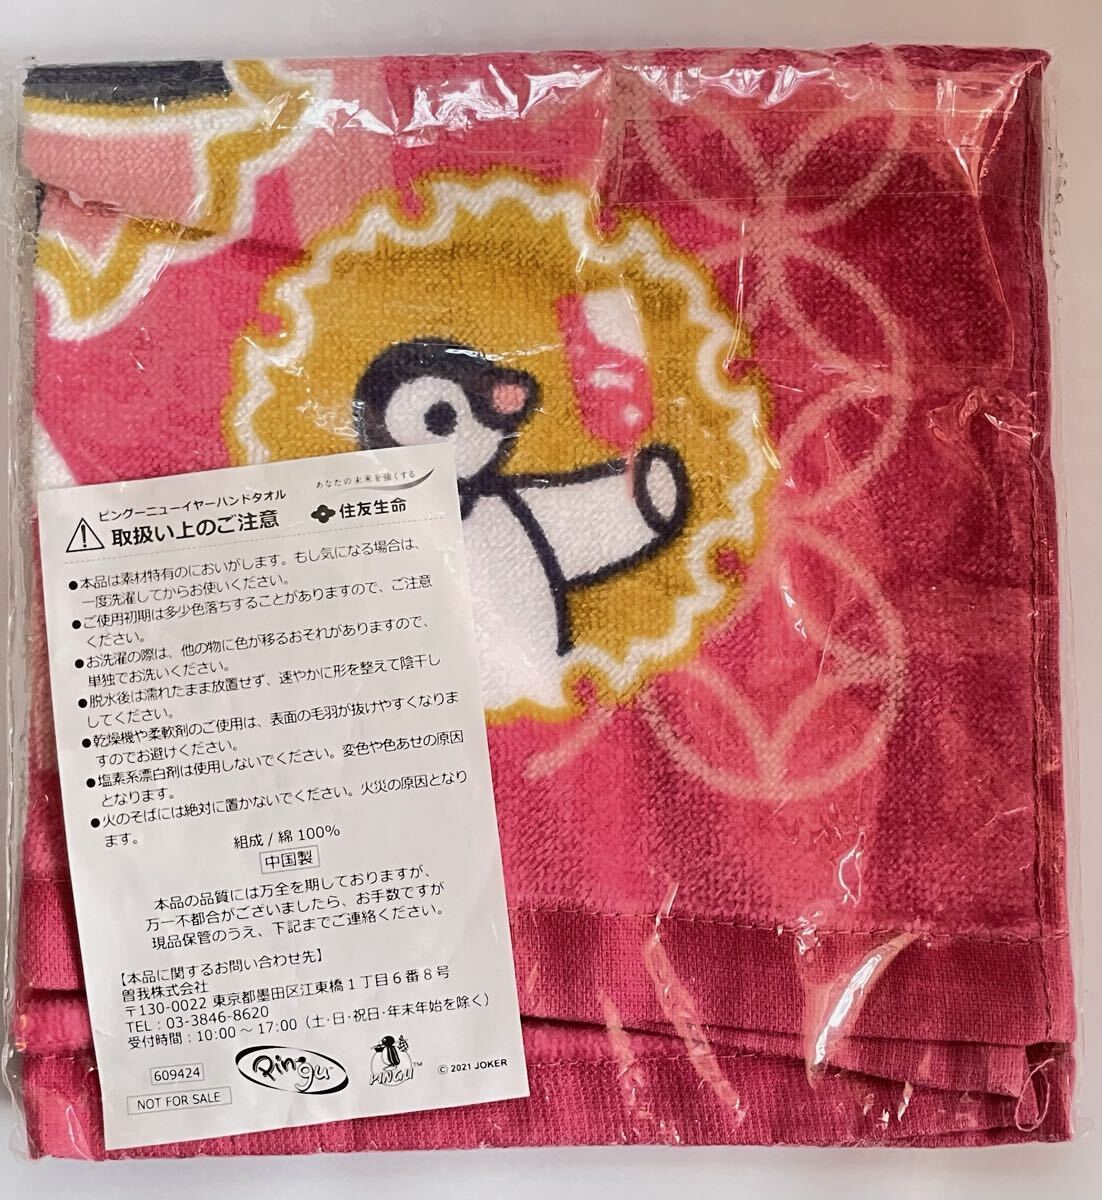 あなたの未来を強くする
ピングーニューイヤーハンドタオル
取扱い上のご注意
住友生命
●本品は素材特有のにおいがします。もし気になる場合は、
一度洗濯してからお使いください。
●ご使用初期は多少色落ちすることがありますので、ご注意
ください。
●お洗濯の際は、他の物に色が移るおそれがありますので、
単独でお洗いください。
●脱水後は濡れたまま放置せず、速やかに形を整えて陰干し
してください。
●乾燥機や柔軟剤のご使用は、表面の毛羽が抜けやすくなりま
すのでお避けください。
●塩素系漂白剤は使用しないでください。変色や色あせの原因
となります。
●火のそばには絶対に置かないでください。火災の原因となり
ます。
組成 / 綿 100%
中国製
本品の品質には万全を期しておりますが、
万一不都合がございましたら、お手数ですが
現品保管のうえ、下記までご連絡ください。
【本品に関するお問い合わせ先】
曽我株式会社
〒130-0022 東京都墨田区江東橋1丁目6番8号
TEL : 03-3846-8620
受付時間 : 10:00～17:00（土・日・祝日・年末年始を除く）
609424
NOT FOR SALE
Pingu
PINGU™
© 2021 JOKER